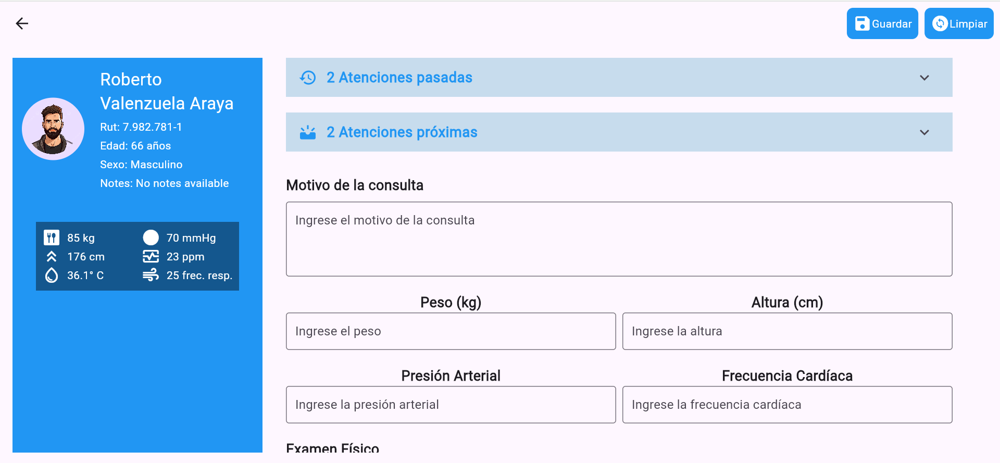 Guardar
Limpiar
Roberto
Valenzuela Araya
Rut: 7.982.781-1
Edad: 66 años
Sexo: Masculino
Notes: No notes available
85 kg
70 mmHg
176 cm
23 ppm
36.1° C
25 frec. resp.
2 Atenciones pasadas
2 Atenciones próximas
Motivo de la consulta
Ingrese el motivo de la consulta
Peso (kg)
Altura (cm)
Ingrese el peso
Ingrese la altura
Presión Arterial
Frecuencia Cardíaca
Ingrese la presión arterial
Ingrese la frecuencia cardíaca
Examen Físico